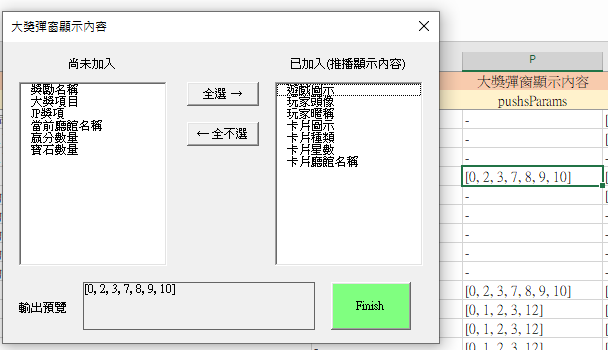 大獎彈窗顯示內容
尚未加入
獎勵名稱
大獎項目
JP獎項
當前廳館名稱
贏分數量
寶石數量
全選 →
← 全不選
已加入(推播顯示內容)
遊戲圖示
玩家頭像
玩家暱稱
卡片圖示
卡片種類
卡片星數
卡片廳館名稱
輸出預覽
[0, 2, 3, 7, 8, 9, 10]
Finish
P
大獎彈窗顯示內容
pushsParams
-
-
-
[0, 2, 3, 7, 8, 9, 10]
-
-
-
-
-
[0, 2, 3, 7, 8, 9, 10]
[0, 1, 2, 3, 12]
[0, 1, 2, 3, 12]
[0, 1, 2, 3, 12]